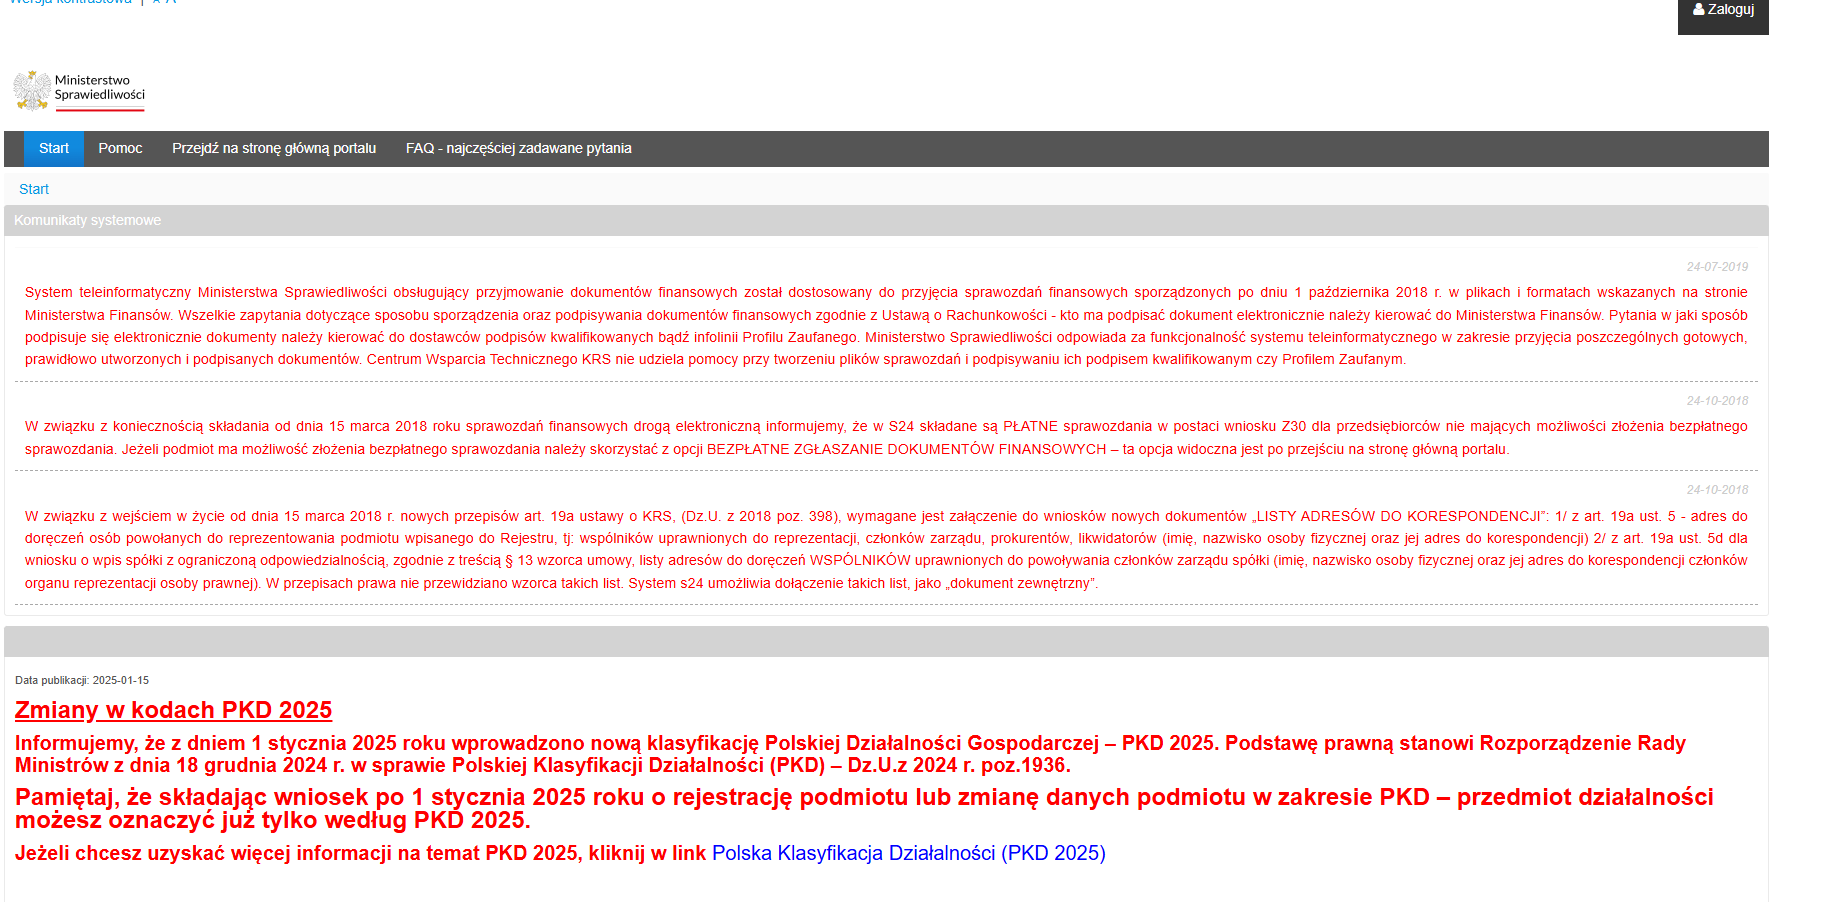 Wersja kontrastowa | A A
Zaloguj
Ministerstwo
Sprawiedliwości
Start Pomoc Przejdź na stronę główną portalu FAQ - najczęściej zadawane pytania
Start
Komunikaty systemowe
24-07-2019
System teleinformatyczny Ministerstwa Sprawiedliwości obsługujący przyjmowanie dokumentów finansowych został dostosowany do przyjęcia sprawozdań finansowych sporządzonych po dniu 1 października 2018 r. w plikach i formatach wskazanych na stronie
Ministerstwa Finansów. Wszelkie zapytania dotyczące sposobu sporządzenia oraz podpisywania dokumentów finansowych zgodnie z Ustawą o Rachunkowości - kto ma podpisać dokument elektronicznie należy kierować do Ministerstwa Finansów. Pytania w jaki sposób
podpisuje się elektronicznie dokumenty należy kierować do dostawców podpisów kwalifikowanych bądź infolinii Profilu Zaufanego. Ministerstwo Sprawiedliwości odpowiada za funkcjonalność systemu teleinformatycznego w zakresie przyjęcia poszczególnych gotowych,
prawidłowo utworzonych i podpisanych dokumentów. Centrum Wsparcia Technicznego KRS nie udziela pomocy przy tworzeniu plików sprawozdań i podpisywaniu ich podpisem kwalifikowanym czy Profilem Zaufanym.
24-10-2018
W związku z koniecznością składania od dnia 15 marca 2018 roku sprawozdań finansowych drogą elektroniczną informujemy, że w S24 składane są PŁATNE sprawozdania w postaci wniosku Z30 dla przedsiębiorców nie mających możliwości złożenia bezpłatnego
sprawozdania. Jeżeli podmiot ma możliwość złożenia bezpłatnego sprawozdania należy skorzystać z opcji BEZPŁATNE ZGŁASZANIE DOKUMENTÓW FINANSOWYCH – ta opcja widoczna jest po przejściu na stronę główną portalu.
24-10-2018
W związku z wejściem w życie od dnia 15 marca 2018 r. nowych przepisów art. 19a ustawy o KRS, (Dz.U. z 2018 poz. 398), wymagane jest załączenie do wniosków nowych dokumentów „LISTY ADRESÓW DO KORESPONDENCJI”: 1/ z art. 19a ust. 5 - adres do
doręczeń osób powołanych do reprezentowania podmiotu wpisanego do Rejestru, tj: wspólników uprawnionych do reprezentacji, członków zarządu, prokurentów, likwidatorów (imię, nazwisko osoby fizycznej oraz jej adres do korespondencji) 2/ z art. 19a ust. 5d dla
wniosku o wpis spółki z ograniczoną odpowiedzialnością, zgodnie z treścią § 13 wzorca umowy, listy adresów do doręczeń WSPÓLNIKÓW uprawnionych do powoływania członków zarządu spółki (imię, nazwisko osoby fizycznej oraz jej adres do korespondencji członków
organu reprezentacji osoby prawnej). W przepisach prawa nie przewidziano wzorca takich list. System s24 umożliwia dołączenie takich list, jako „dokument zewnętrzny”.
Data publikacji: 2025-01-15
Zmiany w kodach PKD 2025
Informujemy, że z dniem 1 stycznia 2025 roku wprowadzono nową klasyfikację Polskiej Działalności Gospodarczej – PKD 2025. Podstawę prawną stanowi Rozporządzenie Rady
Ministrów z dnia 18 grudnia 2024 r. w sprawie Polskiej Klasyfikacji Działalności (PKD) – Dz.U.z 2024 r. poz.1936.
Pamiętaj, że składając wniosek po 1 stycznia 2025 roku o rejestrację podmiotu lub zmianę danych podmiotu w zakresie PKD – przedmiot działalności
możesz oznaczyć już tylko według PKD 2025.
Jeżeli chcesz uzyskać więcej informacji na temat PKD 2025, kliknij w link Polska Klasyfikacja Działalności (PKD 2025)